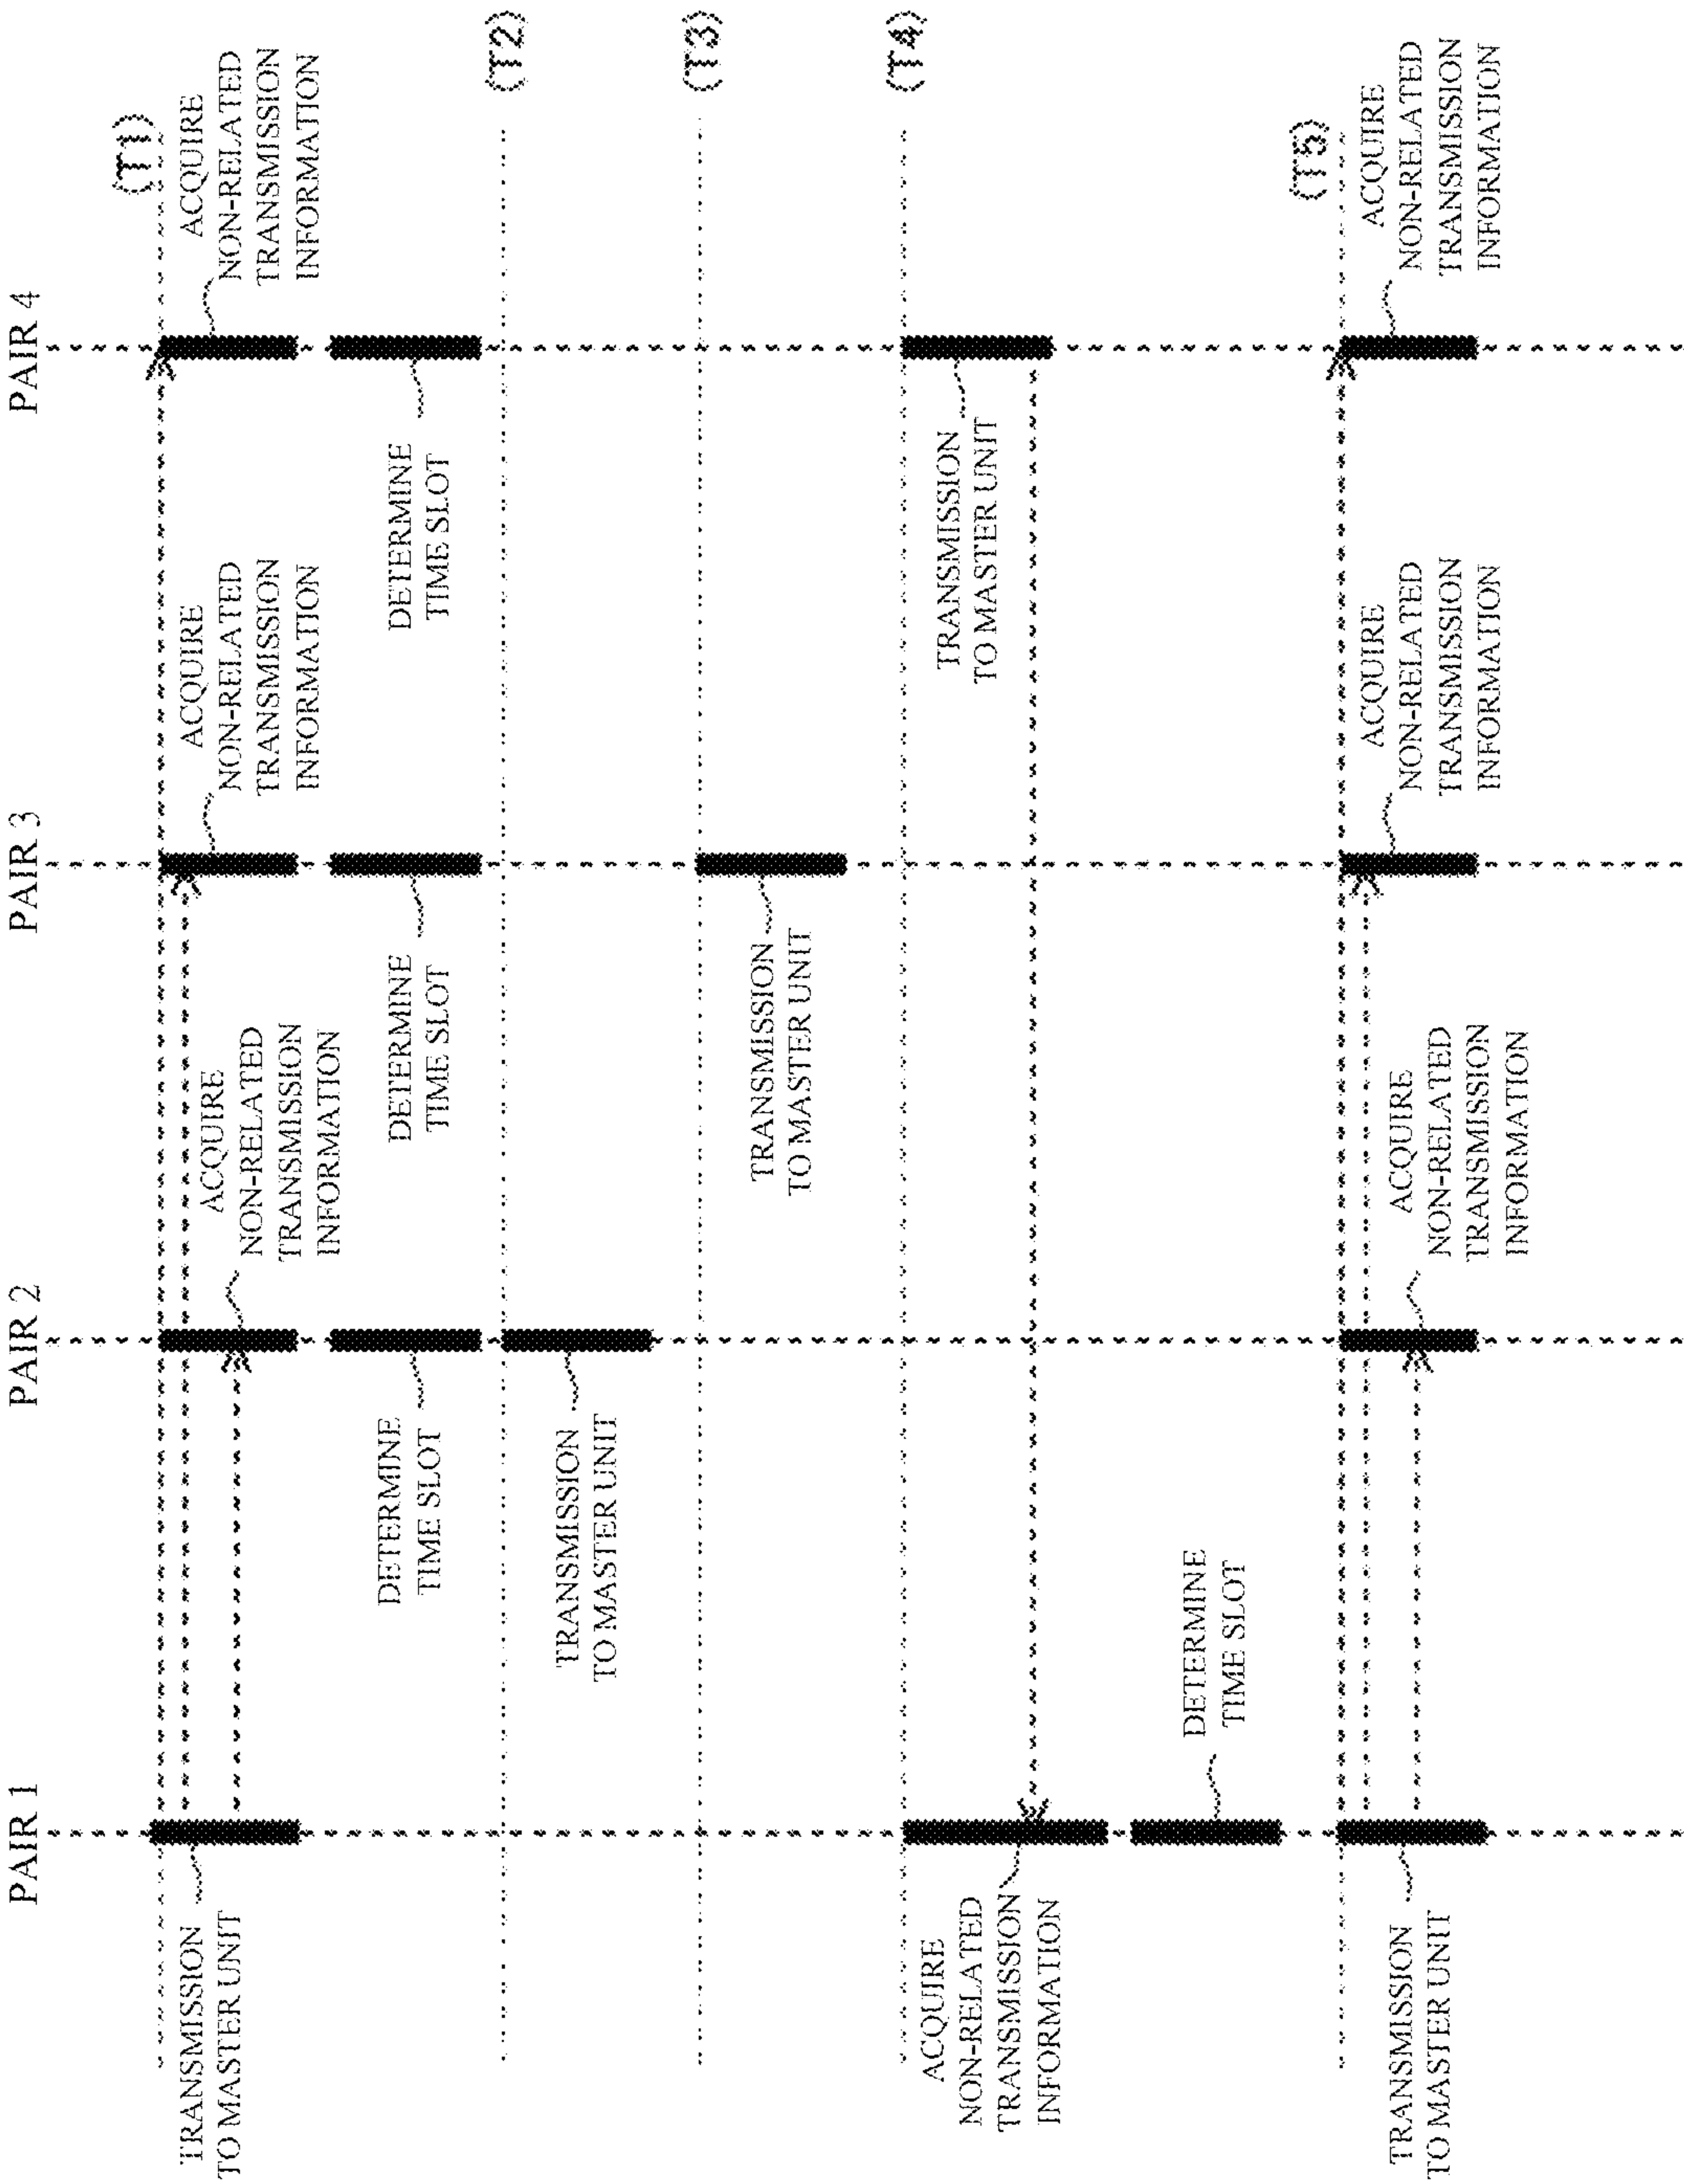 PAIR 1
PAIR 2
PAIR 3
PAIR 4
(T1)
TRANSMISSION
TO MASTER UNIT
ACQUIRE
NON-RELATED
TRANSMISSION
INFORMATION
ACQUIRE
NON-RELATED
TRANSMISSION
INFORMATION
ACQUIRE
NON-RELATED
TRANSMISSION
INFORMATION
DETERMINE
TIME SLOT
DETERMINE
TIME SLOT
DETERMINE
TIME SLOT
(T2)
TRANSMISSION
TO MASTER UNIT
(T3)
TRANSMISSION
TO MASTER UNIT
(T4)
ACQUIRE
NON-RELATED
TRANSMISSION
INFORMATION
TRANSMISSION
TO MASTER UNIT
DETERMINE
TIME SLOT
(T5)
TRANSMISSION
TO MASTER UNIT
ACQUIRE
NON-RELATED
TRANSMISSION
INFORMATION
ACQUIRE
NON-RELATED
TRANSMISSION
INFORMATION
ACQUIRE
NON-RELATED
TRANSMISSION
INFORMATION